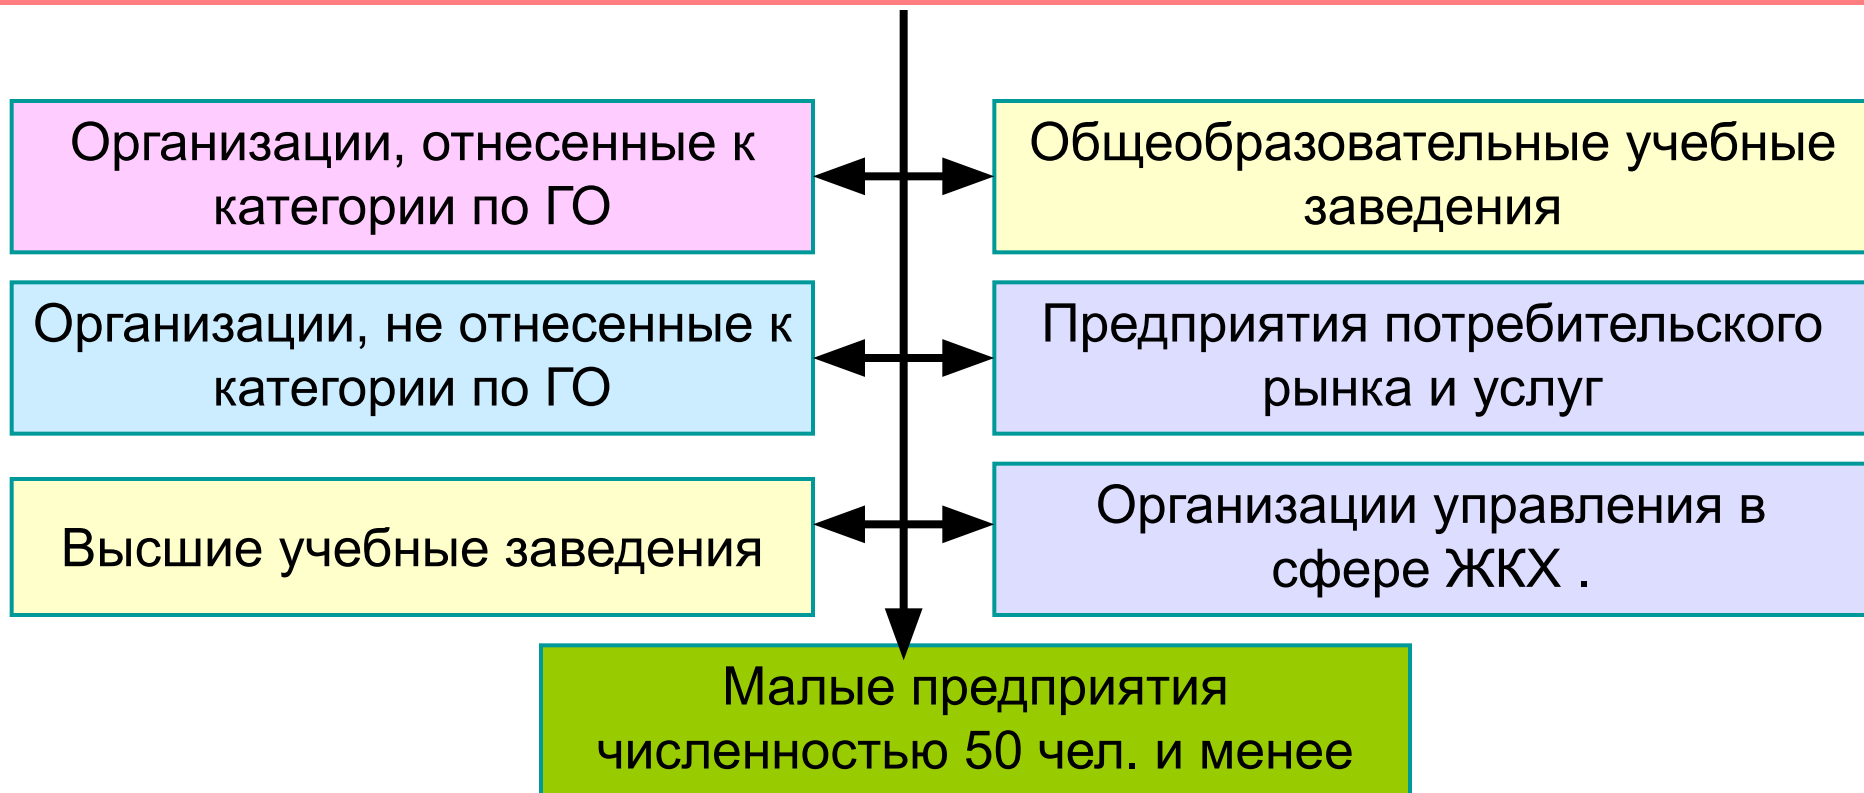 Организации, отнесенные к
категории по ГО
Общеобразовательные учебные
заведения
Организации, не отнесенные к
категории по ГО
Предприятия потребительского
рынка и услуг
Высшие учебные заведения
Организации управления в
сфере ЖКХ .
Малые предприятия
численностью 50 чел. и менее